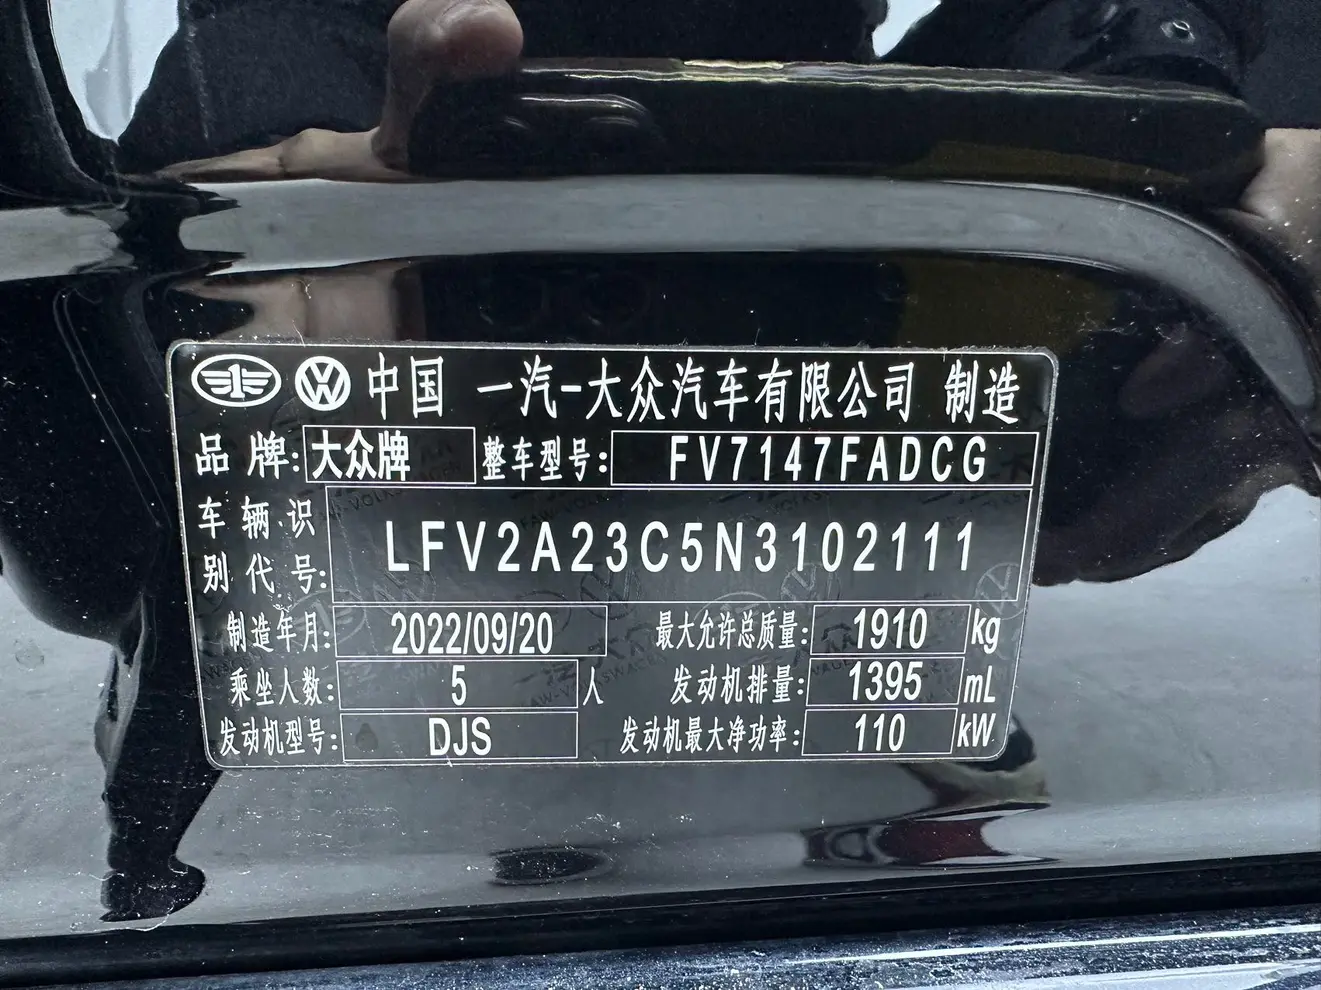 中国 一汽-大众汽车有限公司 制造
品牌: 大众牌 整车型号: FV7147FADCG
车辆识别代号: LFV2A23C5N3102111
制造年月: 2022/09/20 最大允许总质量: 1910 kg
乘坐人数: 5 人 发动机排量: 1395 mL
发动机型号: DJS 发动机最大净功率: 110 kW